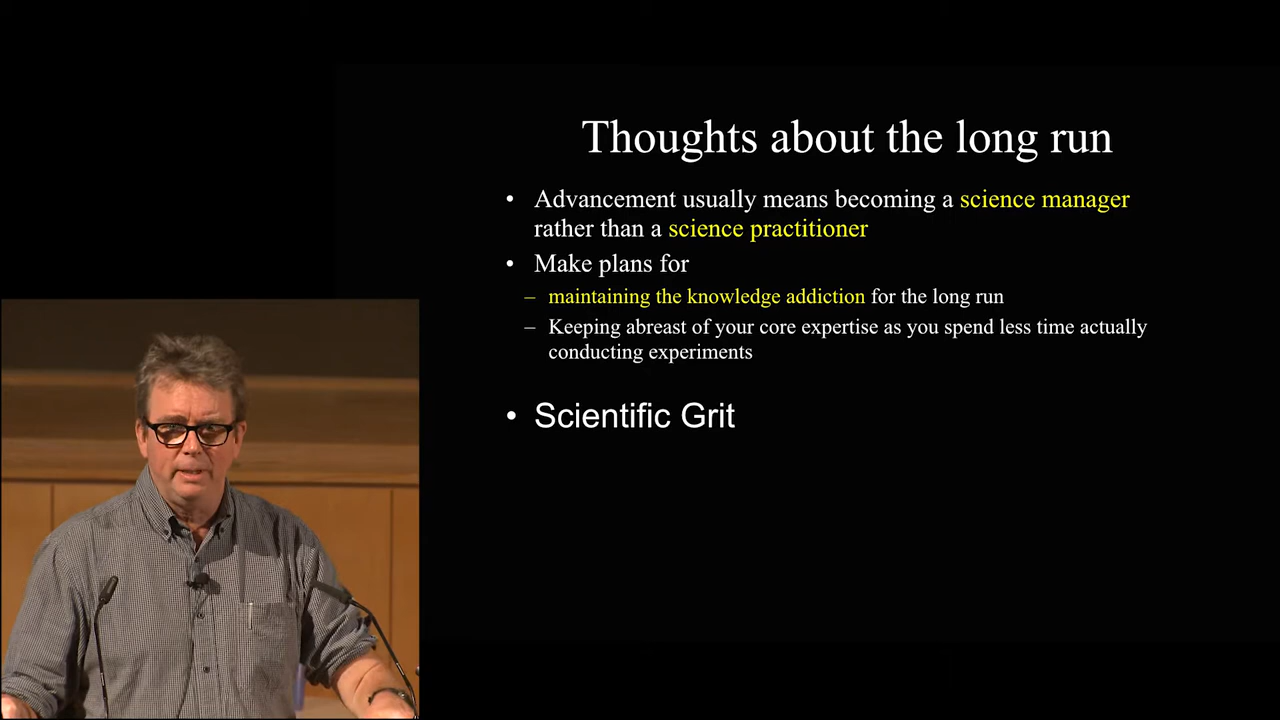 Thoughts about the long run
• Advancement usually means becoming a science manager
rather than a science practitioner
• Make plans for
– maintaining the knowledge addiction for the long run
– Keeping abreast of your core expertise as you spend less time actually
conducting experiments
• Scientific Grit